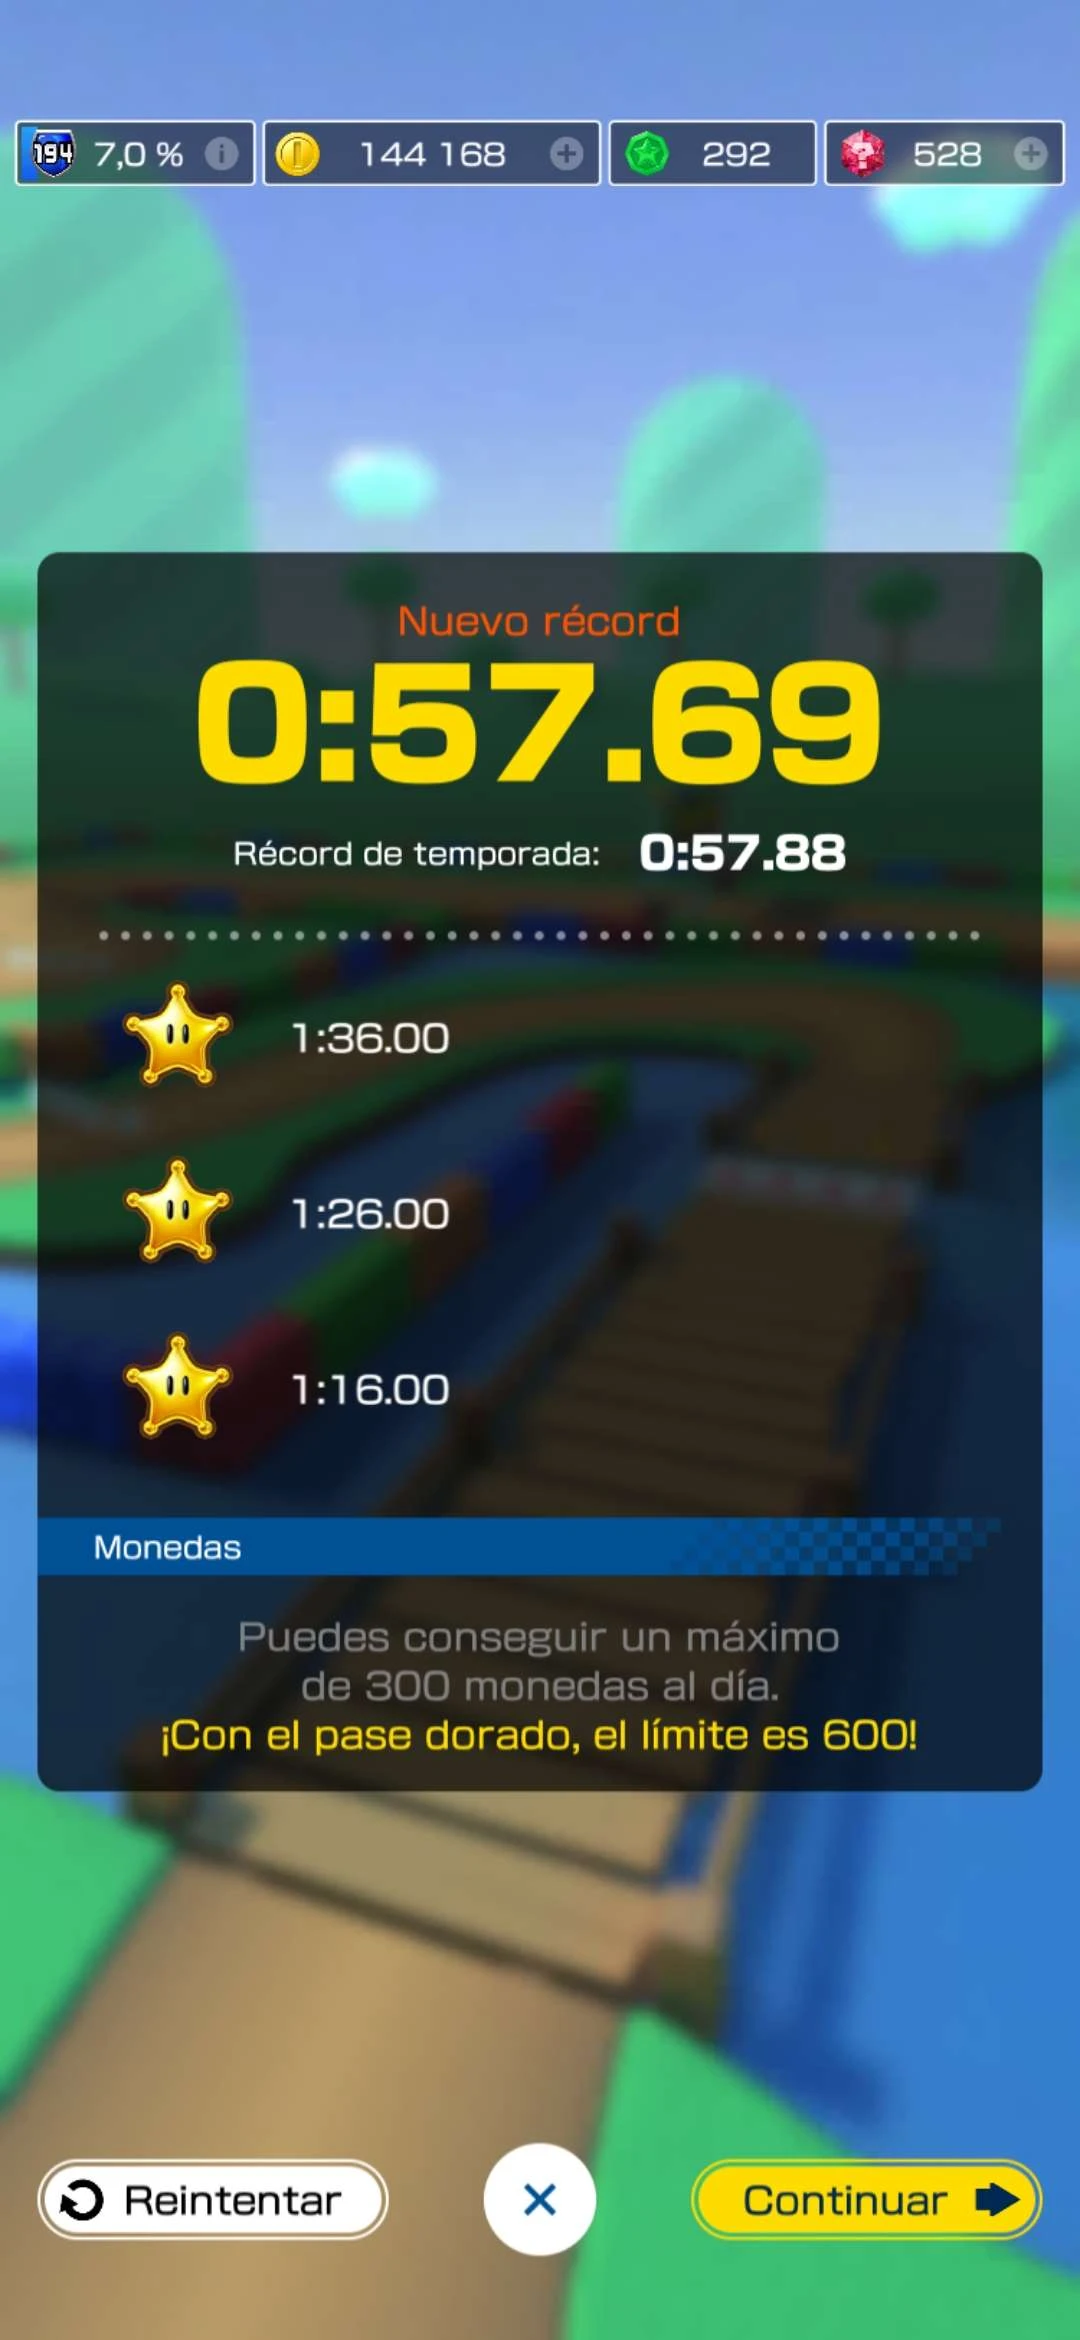 194 7,0 % 144 168 292 528
Nuevo récord
0:57.69
Récord de temporada: 0:57.88
1:36.00
1:26.00
1:16.00
Monedas
Puedes conseguir un máximo
de 300 monedas al día.
¡Con el pase dorado, el límite es 600!
Reintentar Continuar